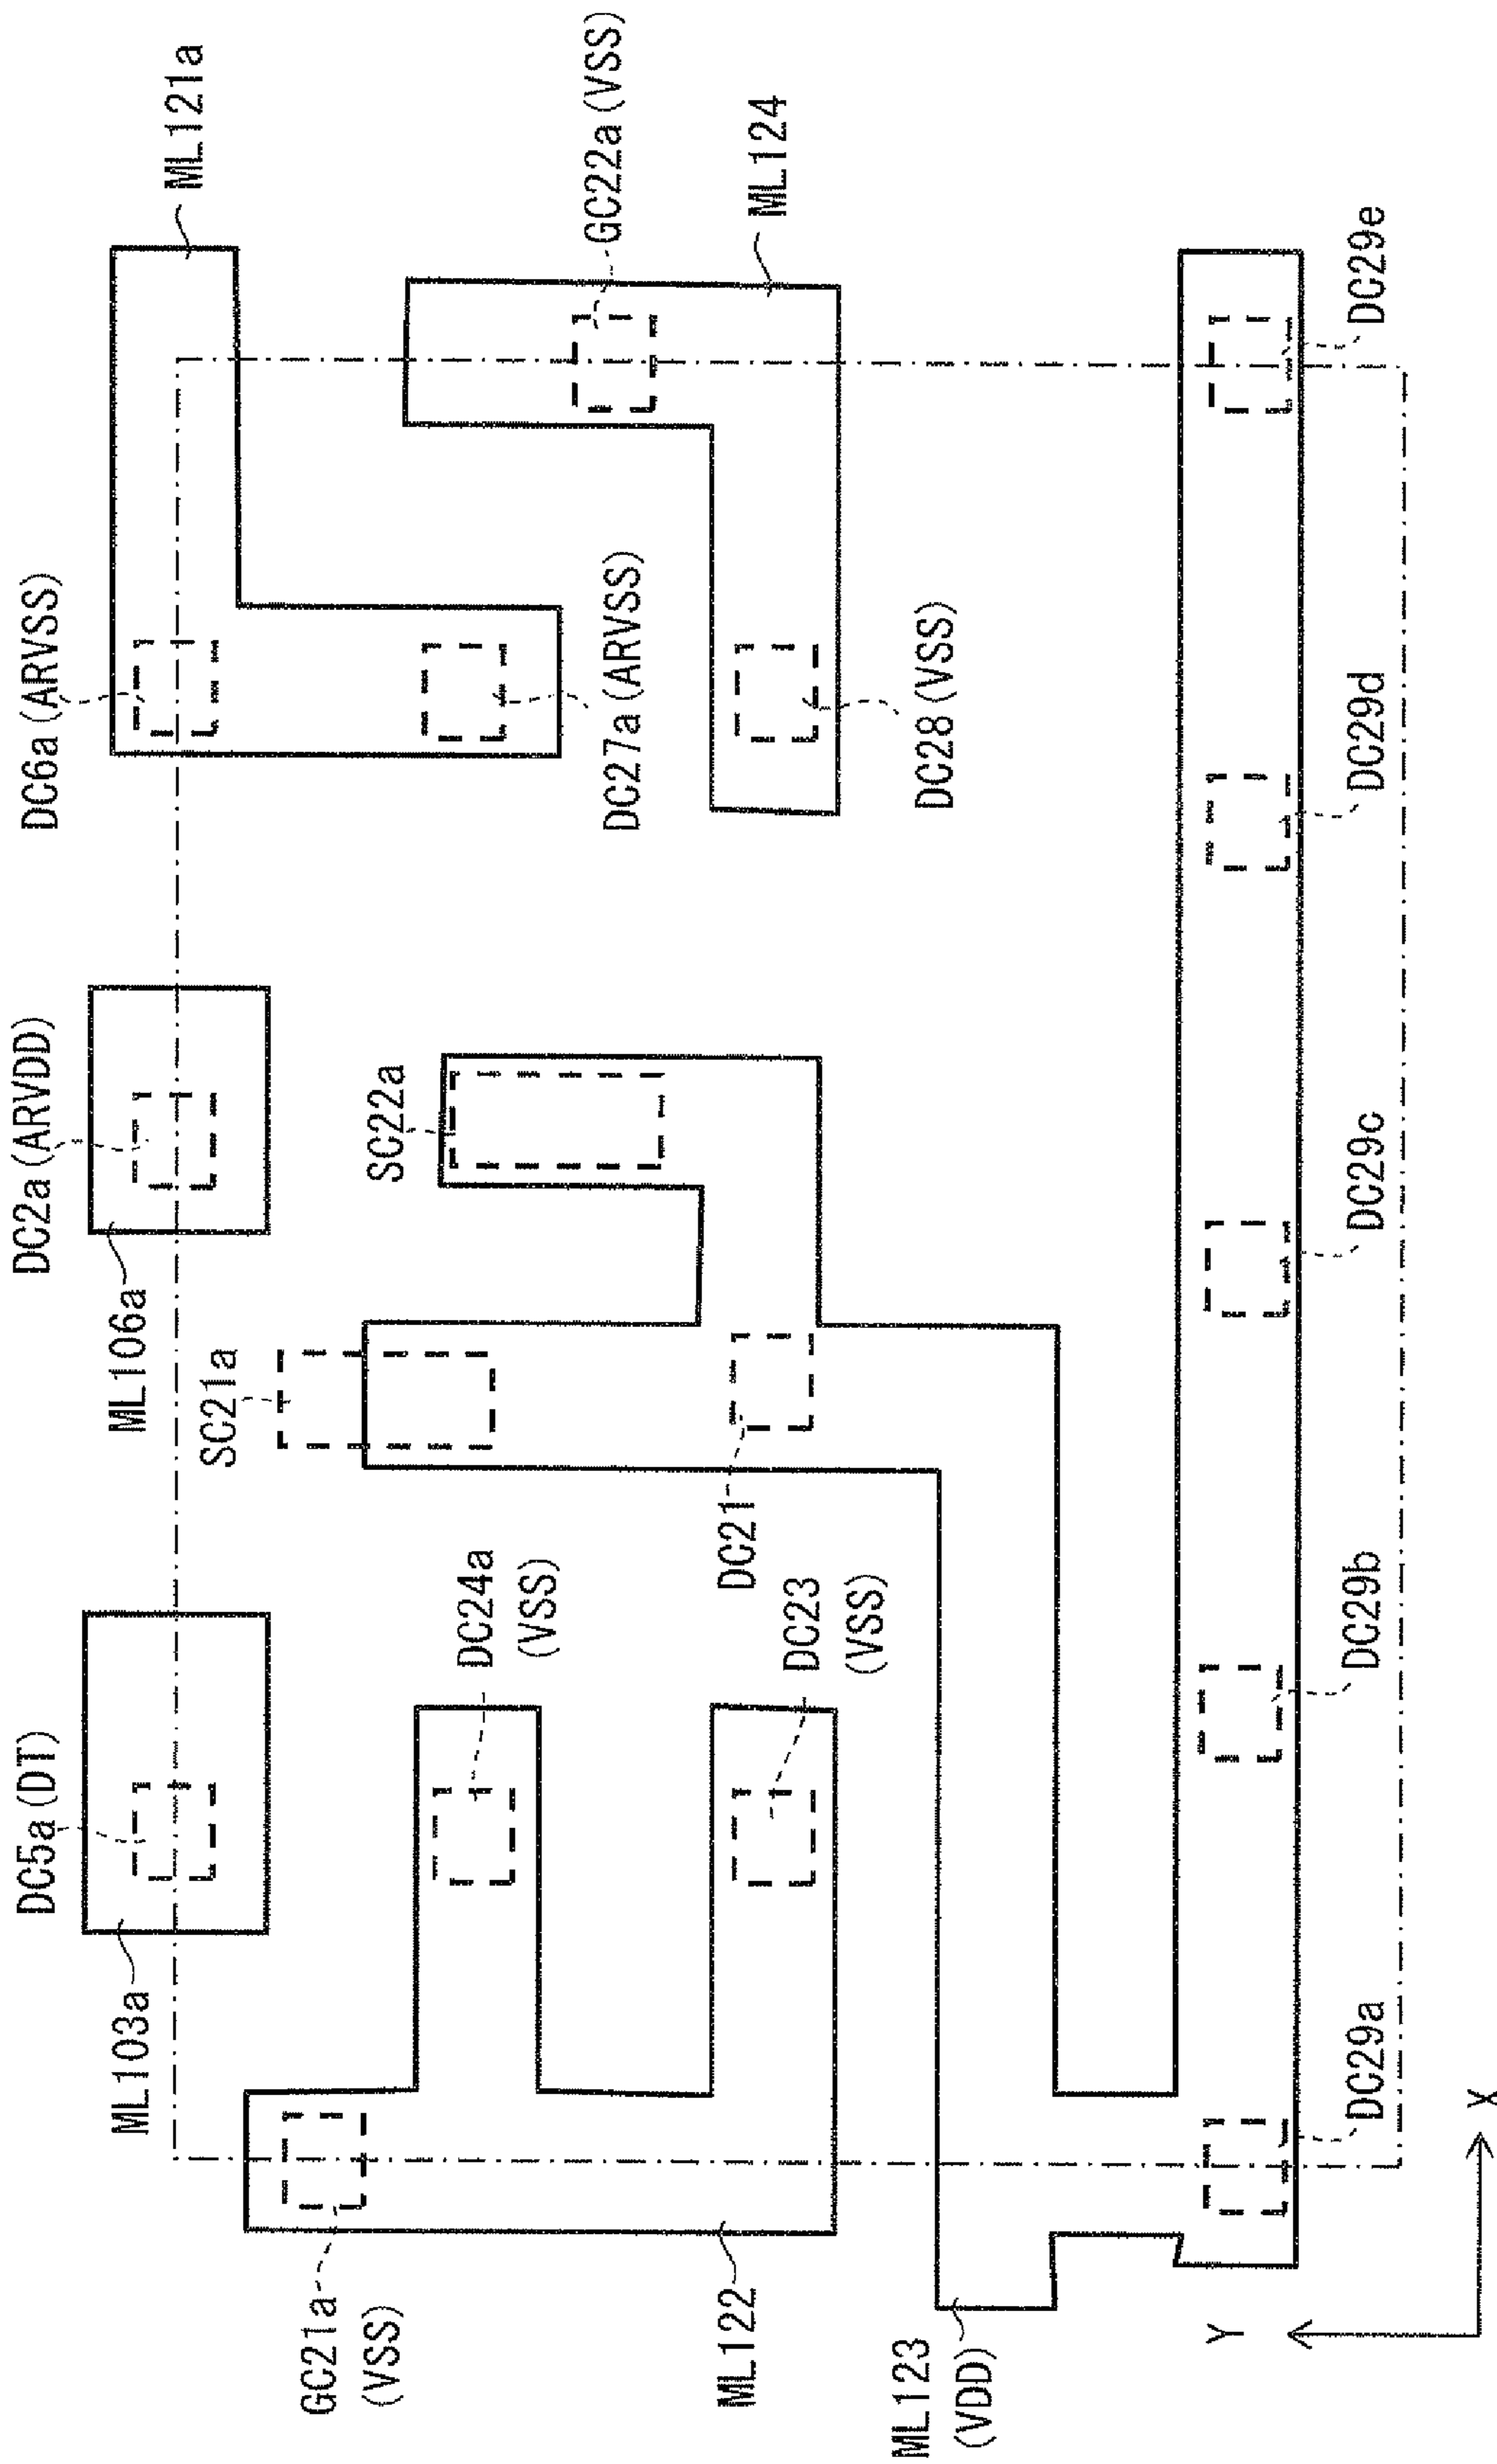 DC5a(DT)
DC2a(ARVDD)
DC6a(ARVSS)
ML103a
ML106a
ML121a
GC21a
(VSS)
SC21a
SC22a
DC24a
(VSS)
DC27a(ARVSS)
GC22a(VSS)
ML122
DC21
DC23
(VSS)
DC28(VSS)
ML124
ML123
(VDD)
DC29a
DC29b
DC29c
DC29d
DC29e
Y
X